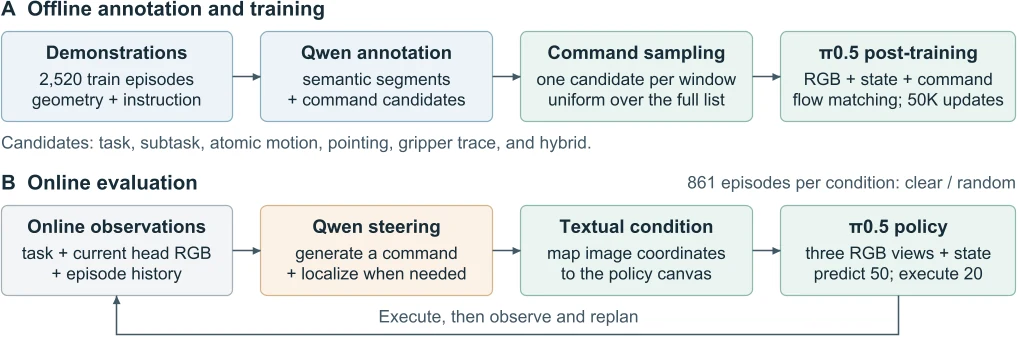 A Offline annotation and training
Demonstrations
2,520 train episodes
geometry + instruction
Qwen annotation
semantic segments
+ command candidates
Command sampling
one candidate per window
uniform over the full list
π0.5 post-training
RGB + state + command
flow matching; 50K updates
Candidates: task, subtask, atomic motion, pointing, gripper trace, and hybrid.
B Online evaluation
861 episodes per condition: clear / random
Online observations
task + current head RGB
+ episode history
Qwen steering
generate a command
+ localize when needed
Textual condition
map image coordinates
to the policy canvas
π0.5 policy
three RGB views + state
predict 50; execute 20
Execute, then observe and replan